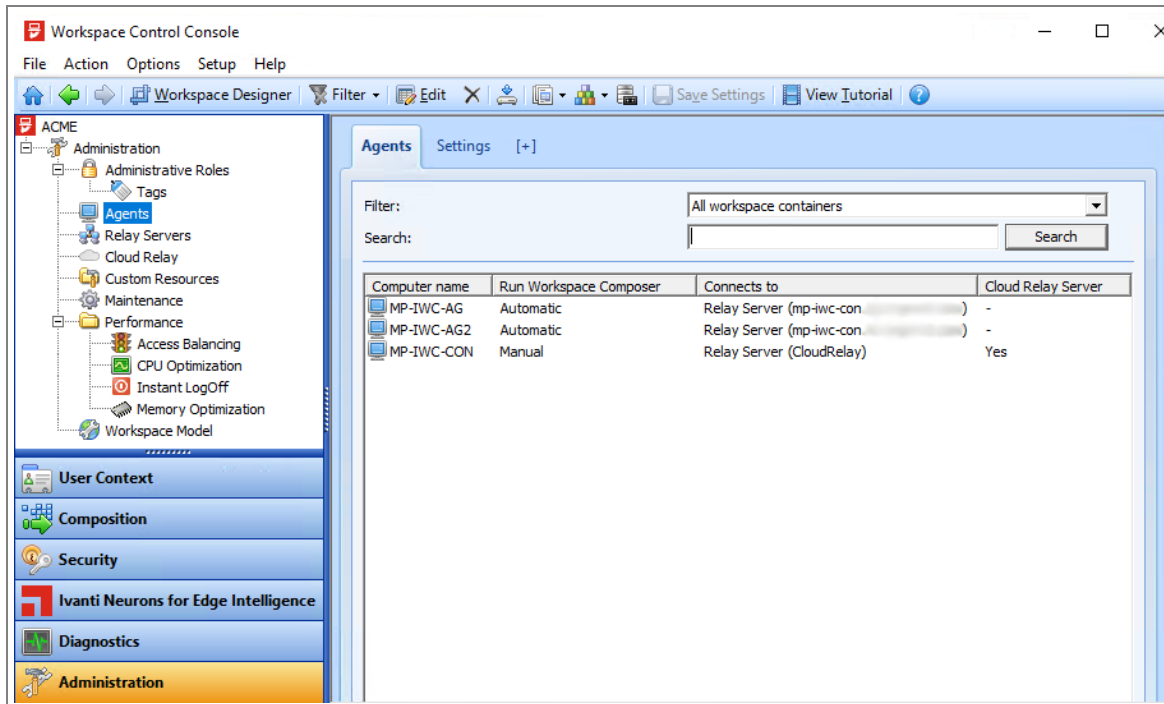 Workspace Control Console
File Action Options Setup Help
Workspace Designer Filter Edit Save Settings View Tutorial
ACME
Administration
Administrative Roles
Tags
Agents
Relay Servers
Cloud Relay
Custom Resources
Maintenance
Performance
Access Balancing
CPU Optimization
Instant LogOff
Memory Optimization
Workspace Model
User Context
Composition
Security
Ivanti Neurons for Edge Intelligence
Diagnostics
Administration
Agents Settings [+]
Filter: All workspace containers
Search: Search
Computer name Run Workspace Composer Connects to Cloud Relay Server
MP-IWC-AG Automatic Relay Server (mp-iwc-con. ) -
MP-IWC-AG2 Automatic Relay Server (mp-iwc-con. ) -
MP-IWC-CON Manual Relay Server (CloudRelay) Yes